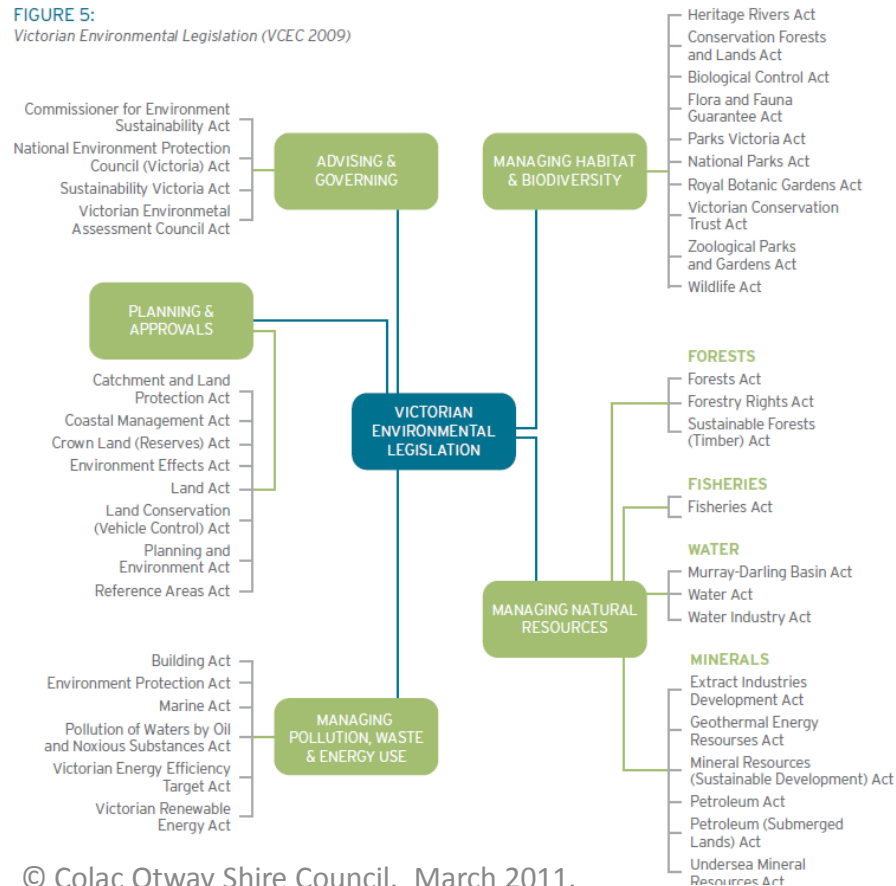 FIGURE 5:
Victorian Environmental Legislation (VCEC 2009)
Commissioner for Environment
Sustainability Act
National Environment Protection
Council (Victoria) Act
Sustainability Victoria Act
Victorian Environmetal
Assessment Council Act
ADVISING &
GOVERNING
MANAGING HABITAT
& BIODIVERSITY
Heritage Rivers Act
Conservation Forests
and Lands Act
Biological Control Act
Flora and Fauna
Guarantee Act
Parks Victoria Act
National Parks Act
Royal Botanic Gardens Act
Victorian Conservation
Trust Act
Zoological Parks
and Gardens Act
Wildlife Act
PLANNING &
APPROVALS
Catchment and Land
Protection Act
Coastal Management Act
Crown Land (Reserves) Act
Environment Effects Act
Land Act
Land Conservation
(Vehicle Control) Act
Planning and
Environment Act
Reference Areas Act
VICTORIAN
ENVIRONMENTAL
LEGISLATION
FORESTS
Forests Act
Forestry Rights Act
Sustainable Forests
(Timber) Act
FISHERIES
Fisheries Act
WATER
Murray-Darling Basin Act
Water Act
Water Industry Act
MANAGING NATURAL
RESOURCES
MINERALS
Extract Industries
Development Act
Geothermal Energy
Resourses Act
Mineral Resources
(Sustainable Development) Act
Petroleum Act
Petroleum (Submerged
Lands) Act
Undersea Mineral
Resources Act
Building Act
Environment Protection Act
Marine Act
Pollution of Waters by Oil
and Noxious Substances Act
Victorian Energy Efficiency
Target Act
Victorian Renewable
Energy Act
MANAGING
POLLUTION, WASTE
& ENERGY USE
© Colac Otway Shire Council. March 2011.